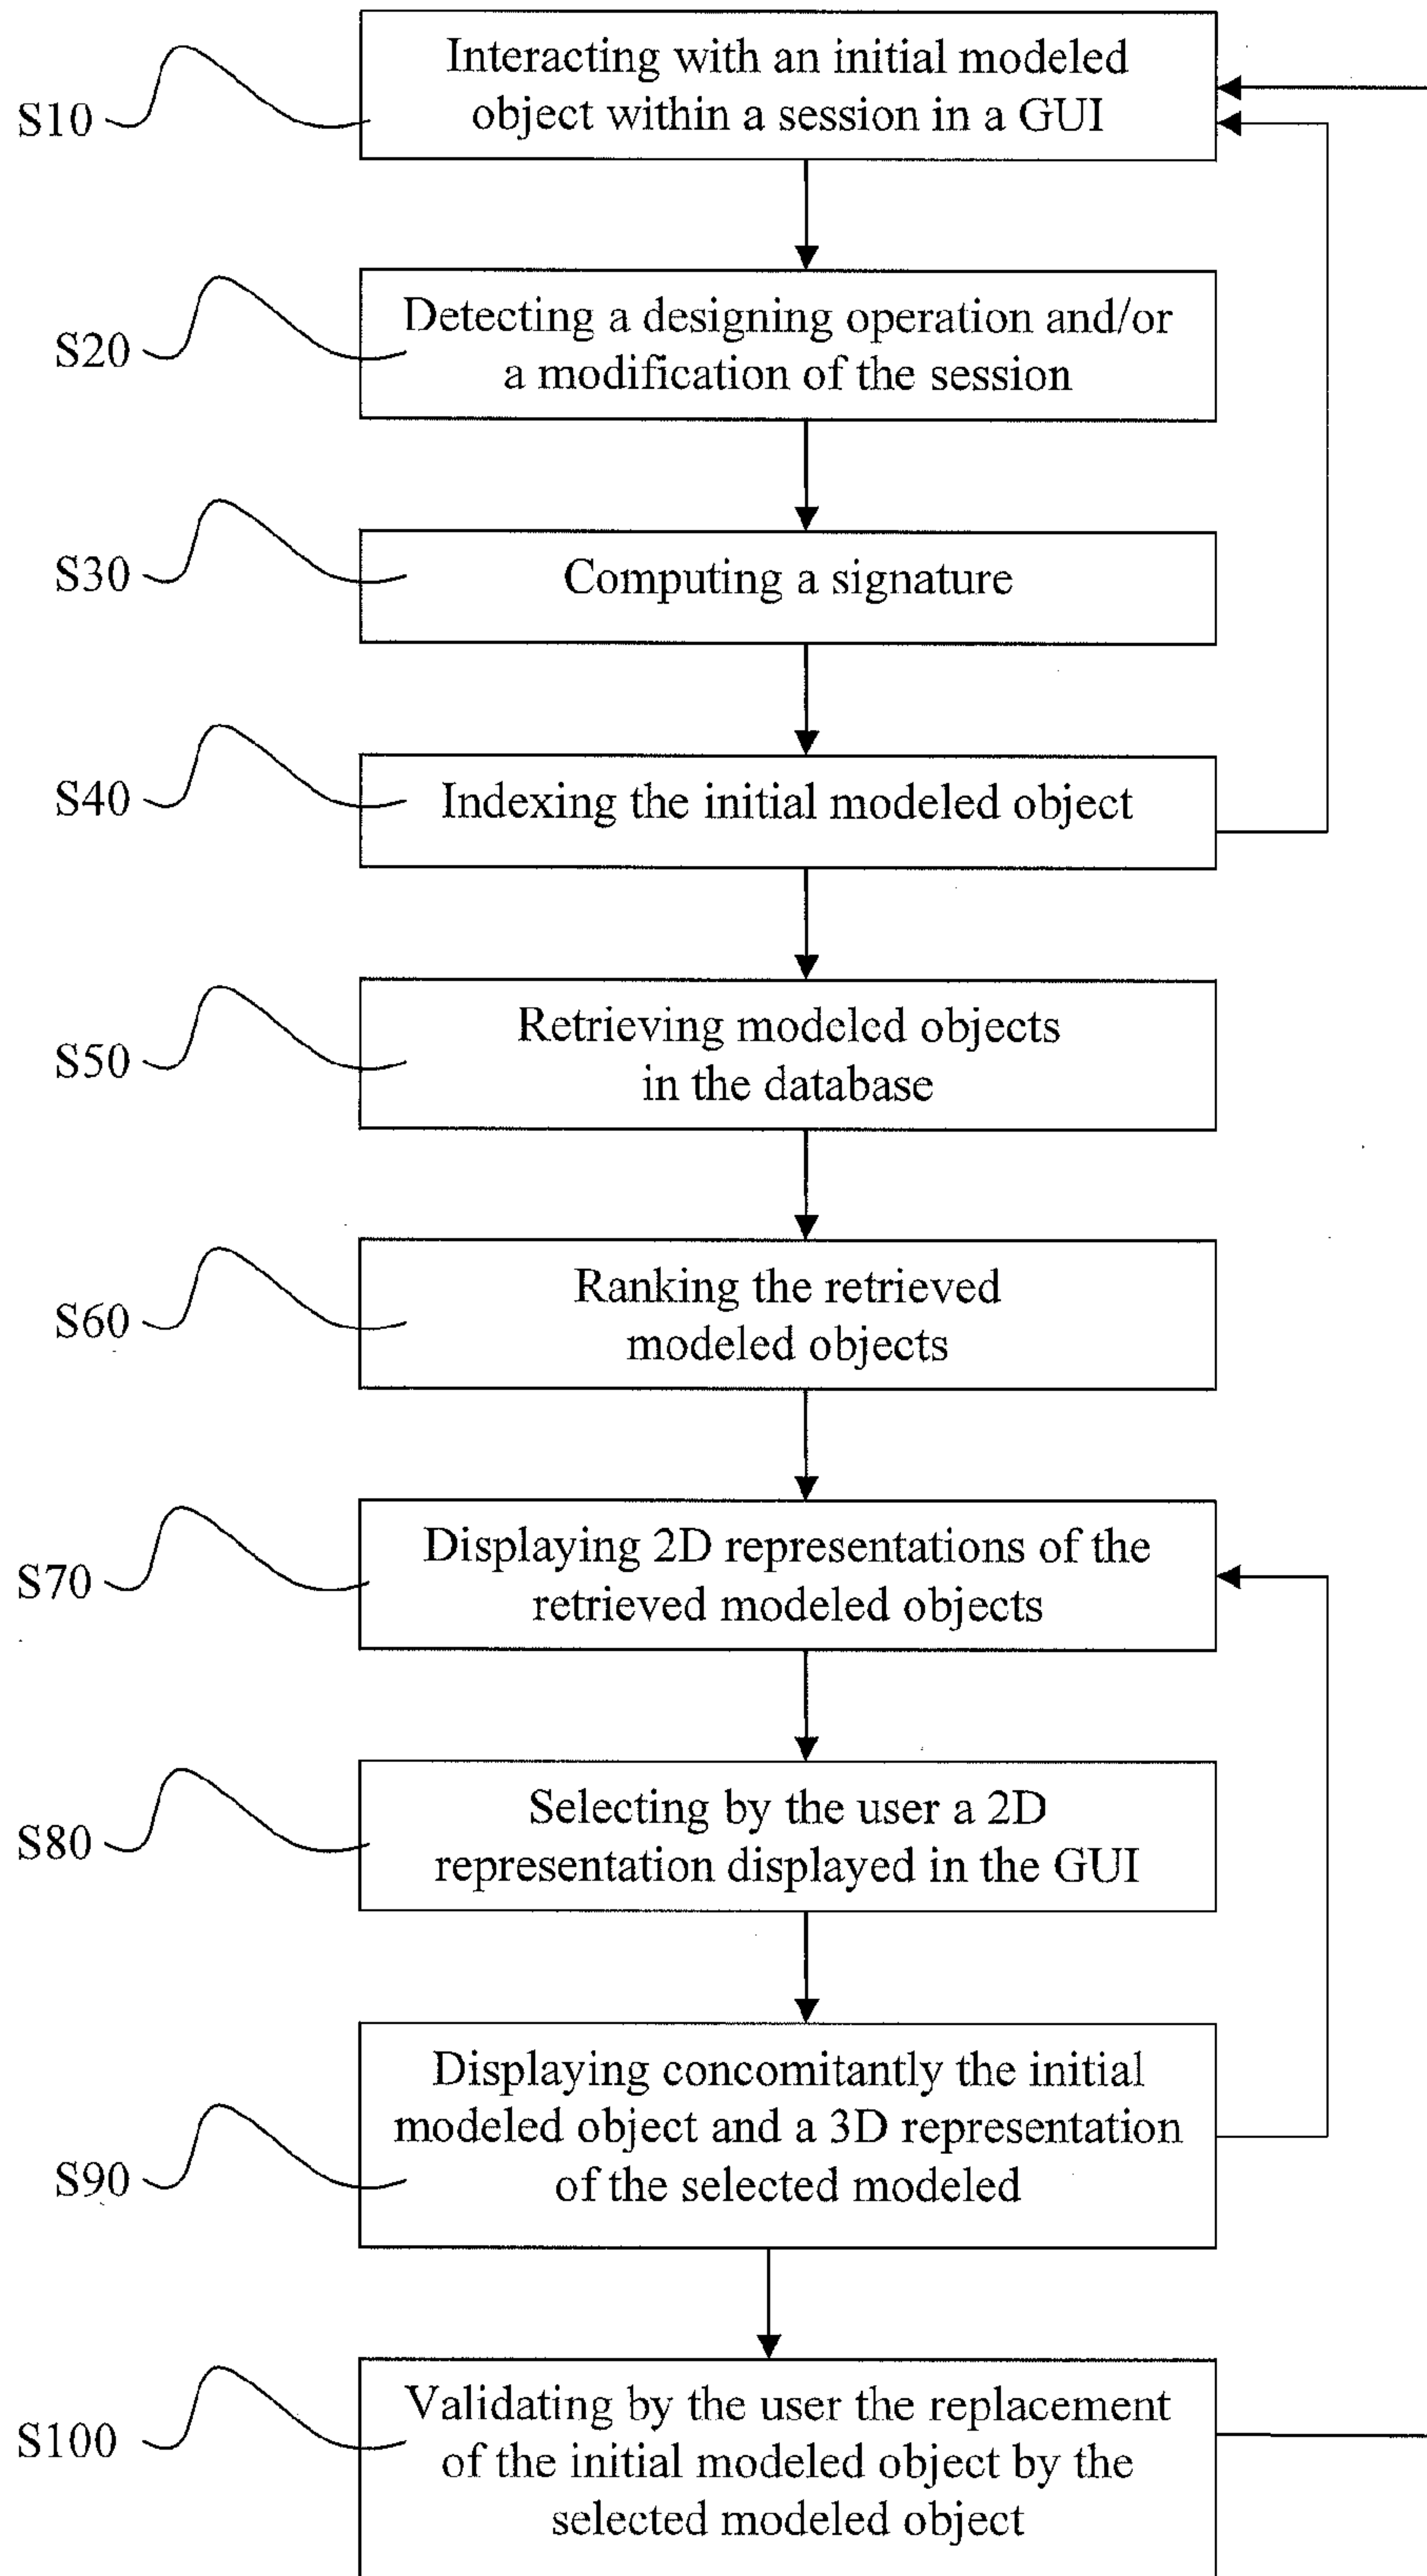 S10
Interacting with an initial modeled
object within a session in a GUI
S20
Detecting a designing operation and/or
a modification of the session
S30
Computing a signature
S40
Indexing the initial modeled object
S50
Retrieving modeled objects
in the database
S60
Ranking the retrieved
modeled objects
S70
Displaying 2D representations of the
retrieved modeled objects
S80
Selecting by the user a 2D
representation displayed in the GUI
S90
Displaying concomitantly the initial
modeled object and a 3D representation
of the selected modeled
S100
Validating by the user the replacement
of the initial modeled object by the
selected modeled object